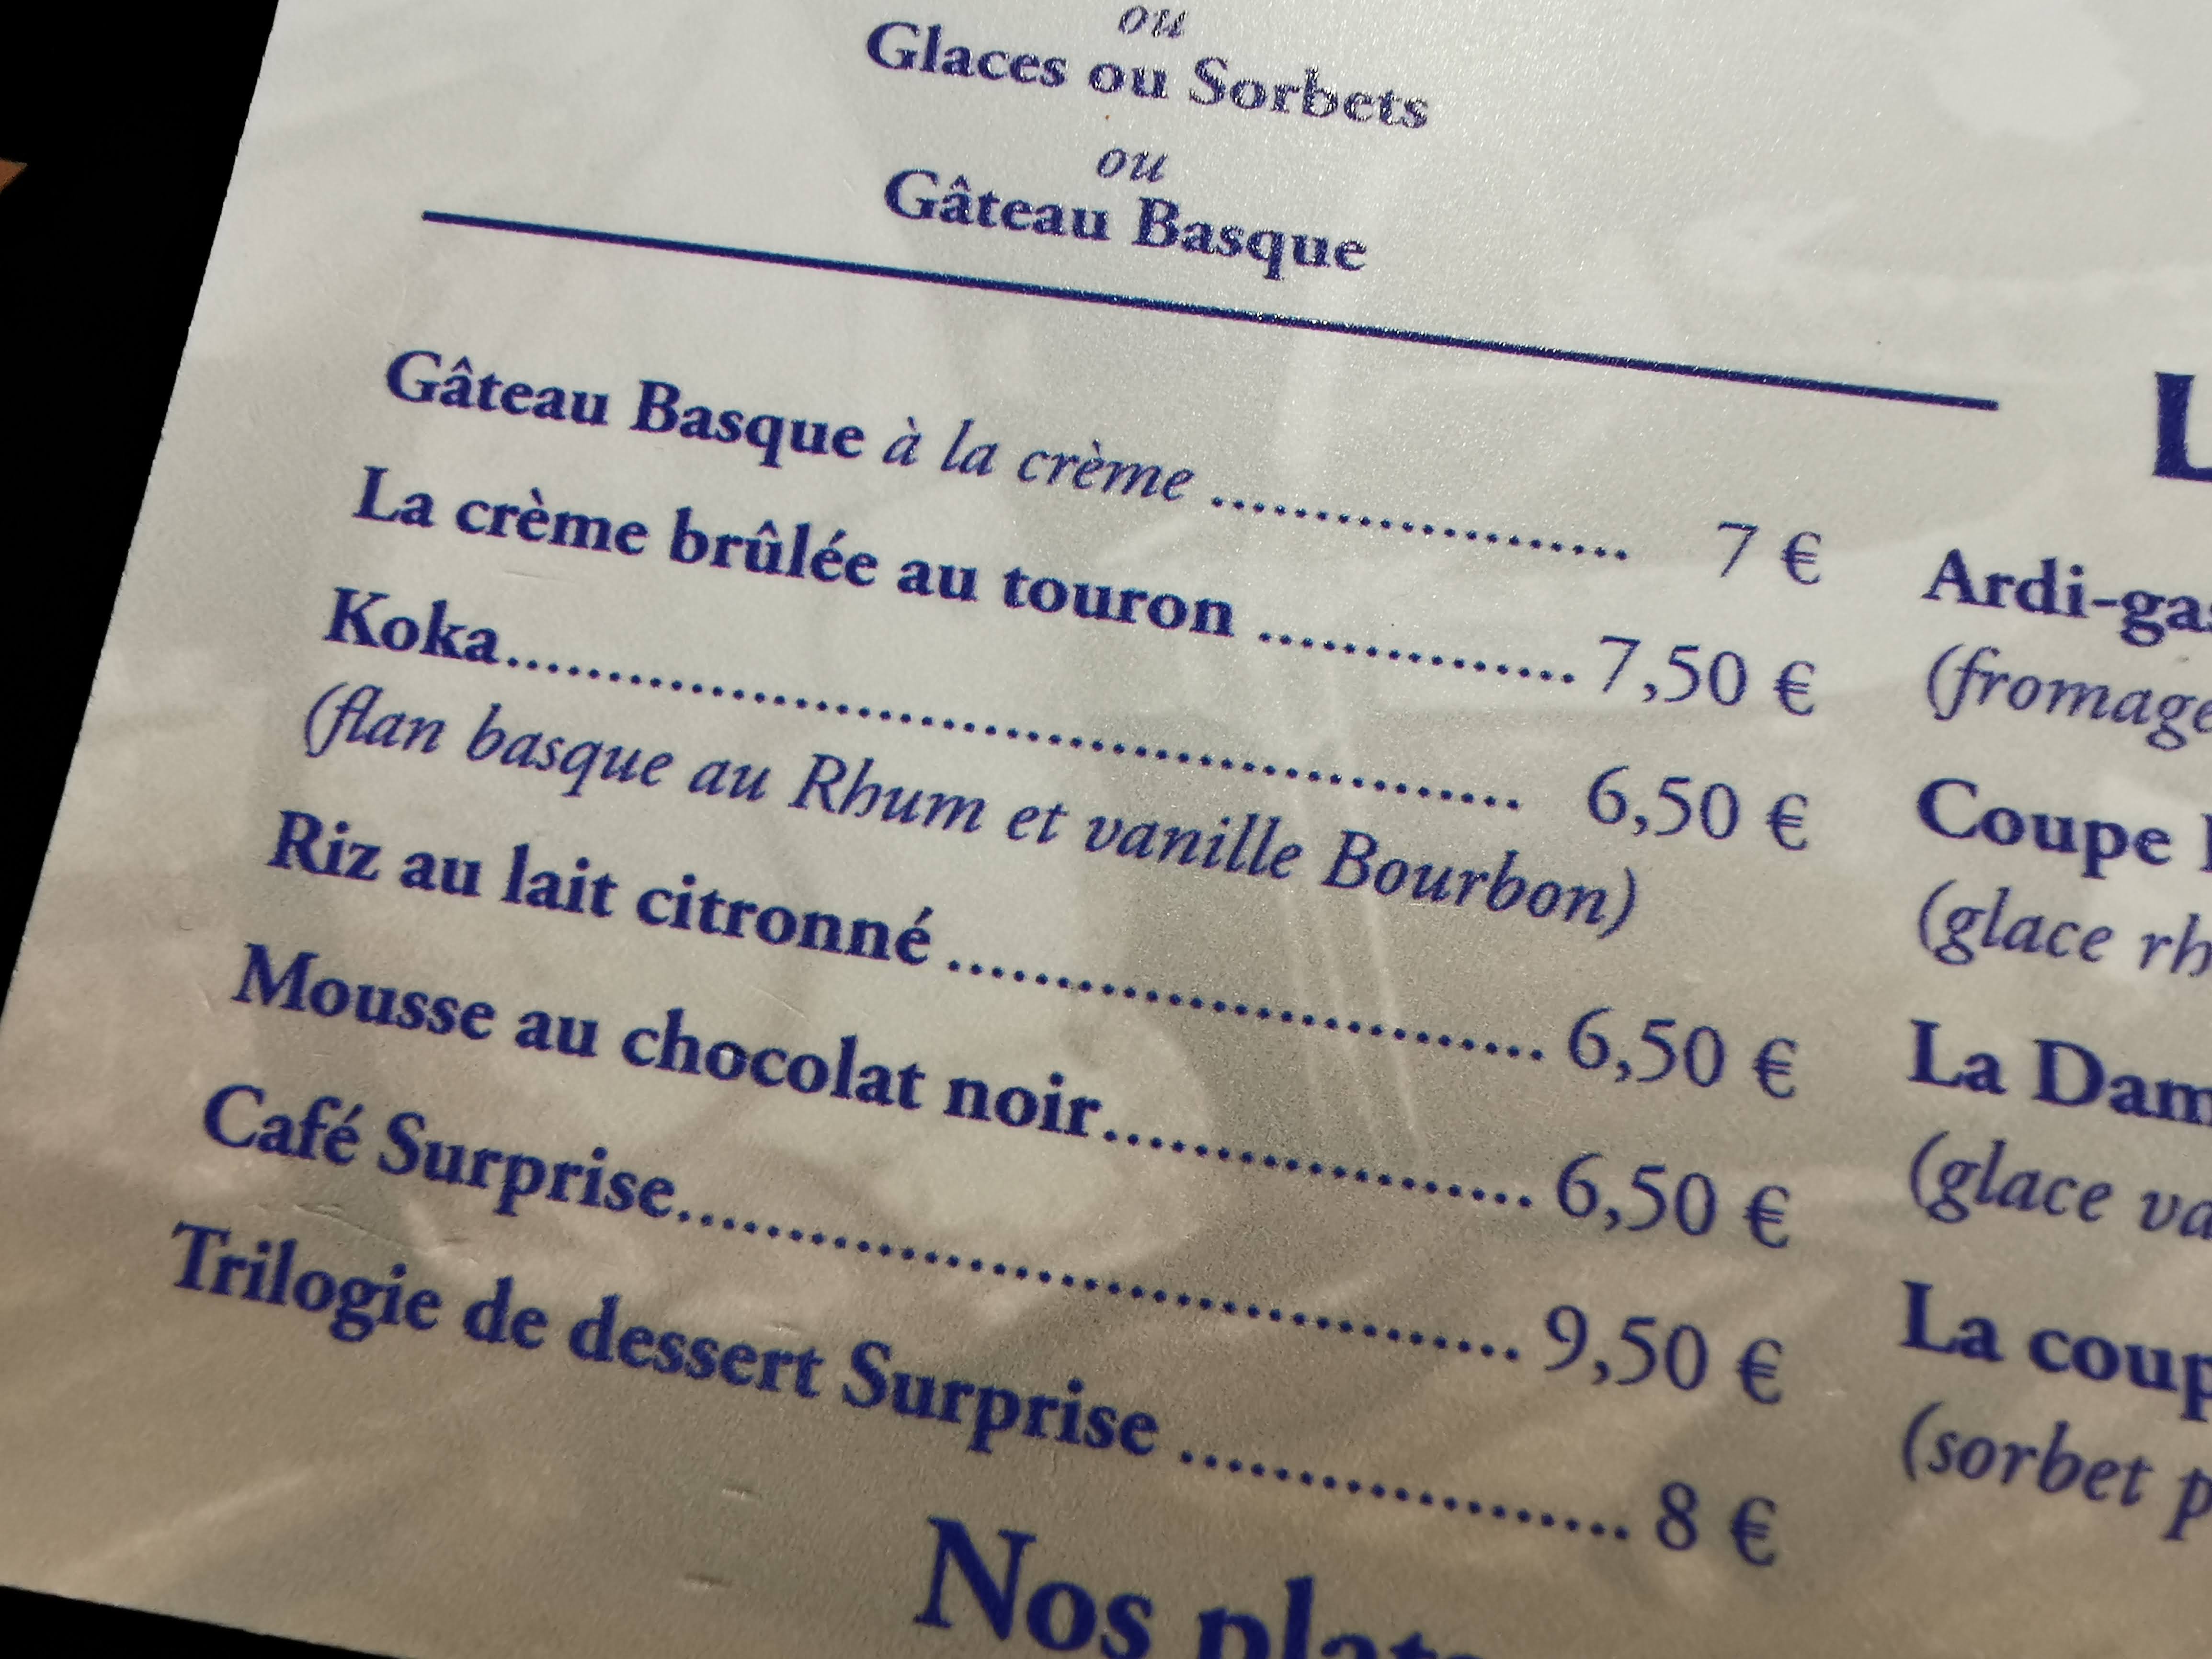 ou
Glaces ou Sorbets
ou
Gâteau Basque
Gâteau Basque à la crème ..................... 7 €
La crème brûlée au touron ................ 7,50 €
Koka.................................................. 6,50 €
(flan basque au Rhum et vanille Bourbon)
Riz au lait citronné .............................. 6,50 €
Mousse au chocolat noir..................... 6,50 €
Café Surprise......................................... 9,50 €
Trilogie de dessert Surprise ...................... 8 €
Nos
L
Ardi-gas
(fromage
Coupe
(glace rh
La Dam
(glace va
La coup
(sorbet p